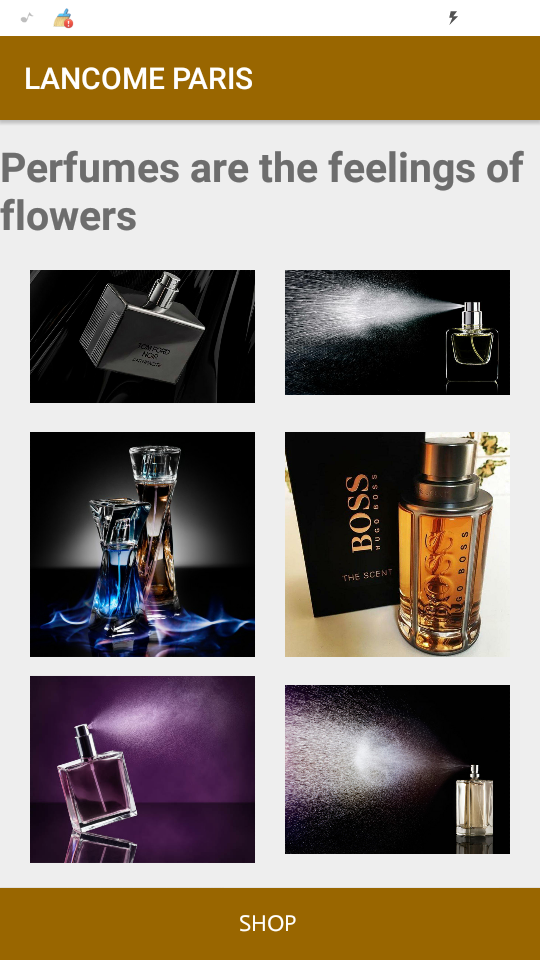 LANCOME PARIS
Perfumes are the feelings of
flowers
TOM FORD
NOIR
BOSS
HUGO BOSS
THE SCENT
BOSS
HUGO BOSS
SHOP